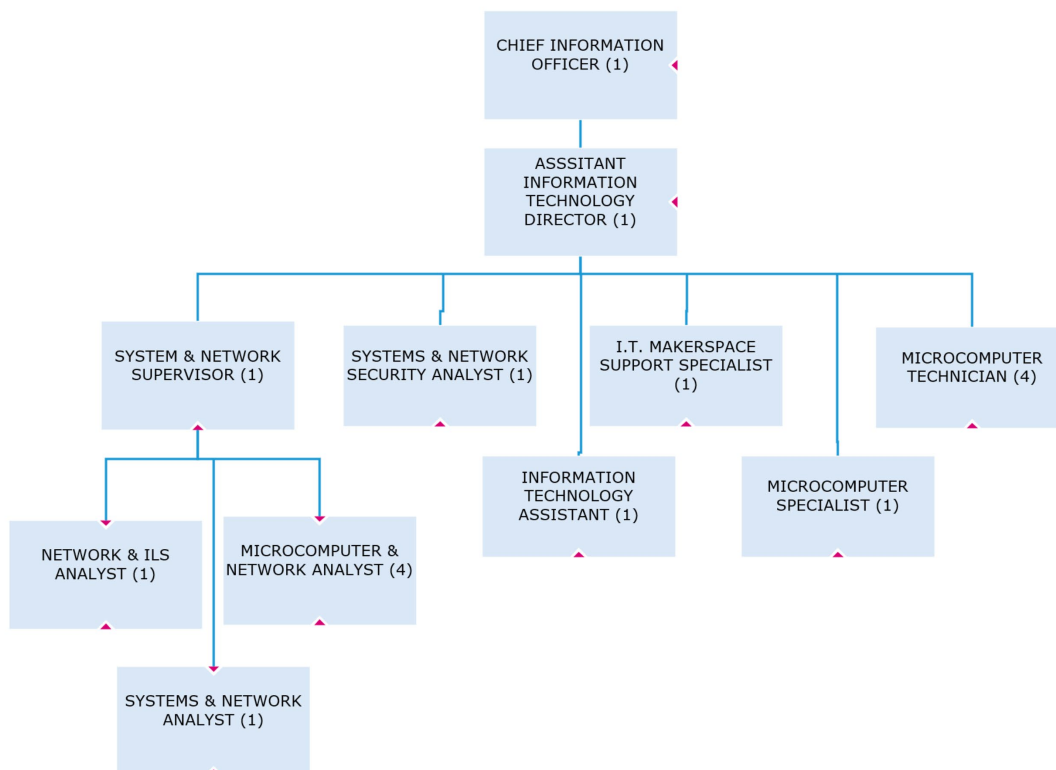 CHIEF INFORMATION
OFFICER (1)
ASSSITANT
INFORMATION
TECHNOLOGY
DIRECTOR (1)
SYSTEM & NETWORK
SUPERVISOR (1)
SYSTEMS & NETWORK
SECURITY ANALYST (1)
I.T. MAKERSPACE
SUPPORT SPECIALIST
(1)
MICROCOMPUTER
TECHNICIAN (4)
INFORMATION
TECHNOLOGY
ASSISTANT (1)
MICROCOMPUTER
SPECIALIST (1)
NETWORK & ILS
ANALYST (1)
MICROCOMPUTER &
NETWORK ANALYST (4)
SYSTEMS & NETWORK
ANALYST (1)